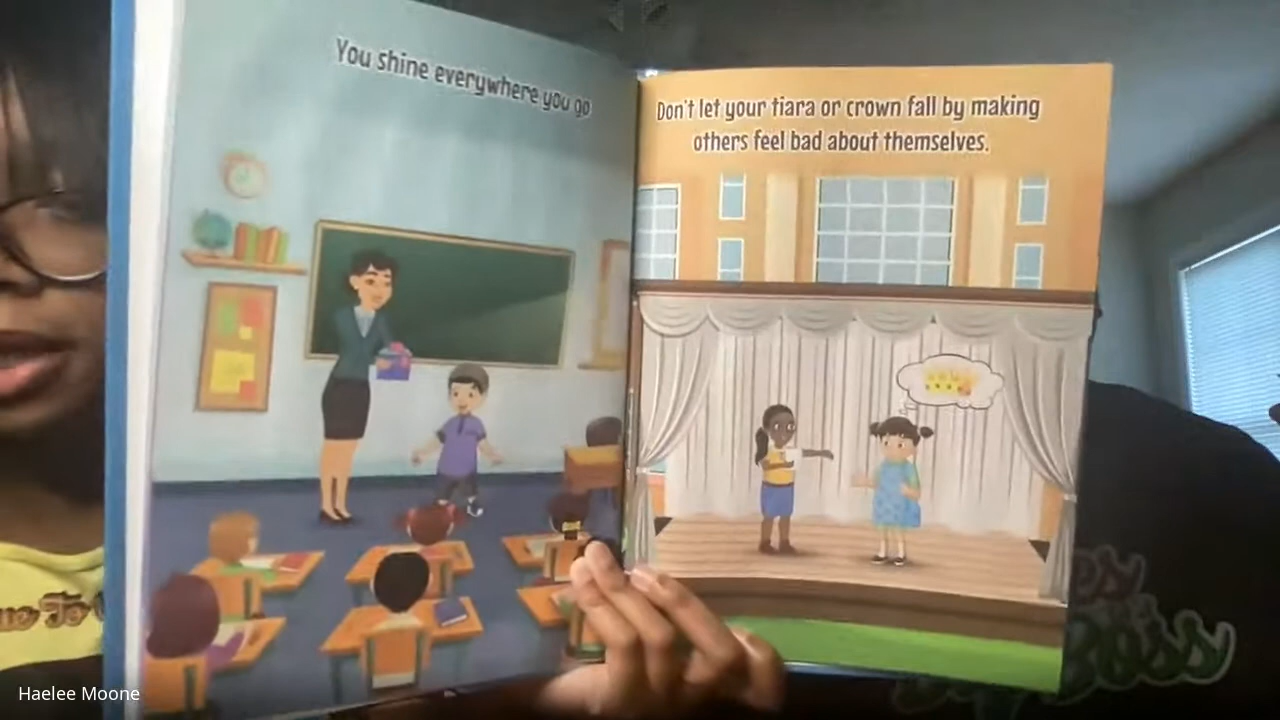 You shine everywhere you go
Don't let your tiara or crown fall by making
others feel bad about themselves.
Boss
Haelee Moone